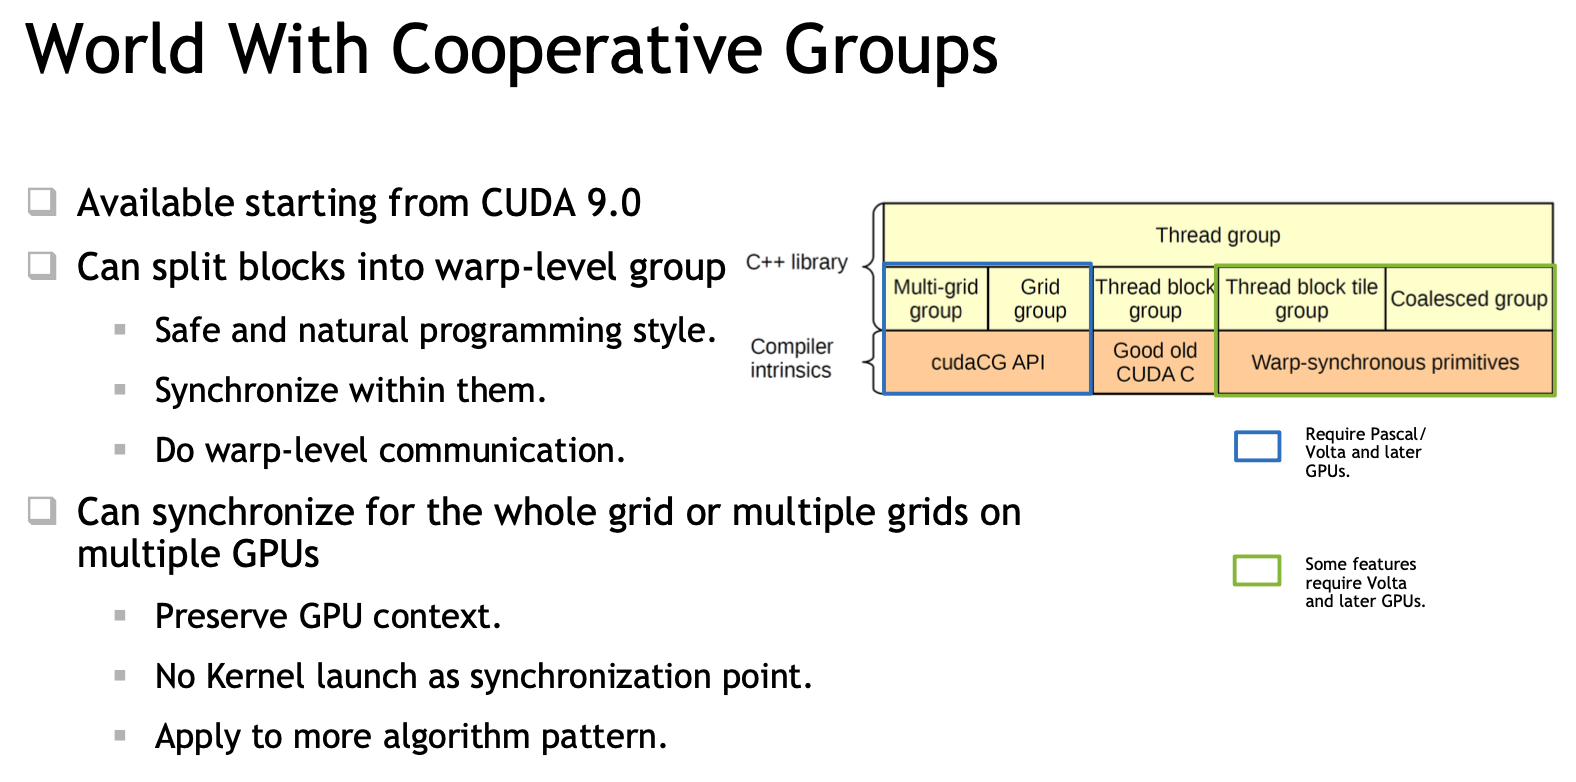 World With Cooperative Groups
Available starting from CUDA 9.0
Can split blocks into warp-level group
Safe and natural programming style.
Synchronize within them.
Do warp-level communication.
Can synchronize for the whole grid or multiple grids on
multiple GPUs
Preserve GPU context.
No Kernel launch as synchronization point.
Apply to more algorithm pattern.
C++ library
Thread group
Multi-grid
group
Grid
group
Thread block
group
Thread block tile
group
Coalesced group
Compiler
intrinsics
cudaCG API
Good old
CUDA C
Warp-synchronous primitives
Require Pascal/
Volta and later
GPUs.
Some features
require Volta
and later GPUs.